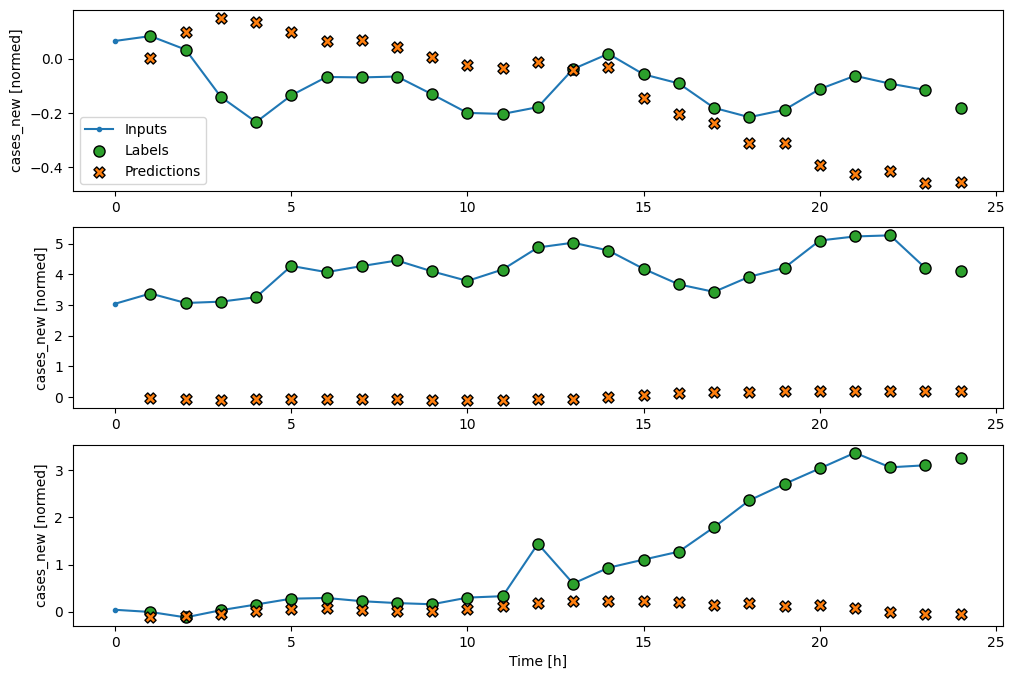 cases_new [normed]
0.0
−0.2
−0.4
Inputs
Labels
Predictions
0 5 10 15 20 25
cases_new [normed]
5
4
3
2
1
0
0 5 10 15 20 25
cases_new [normed]
3
2
1
0
0 5 10 15 20 25
Time [h]